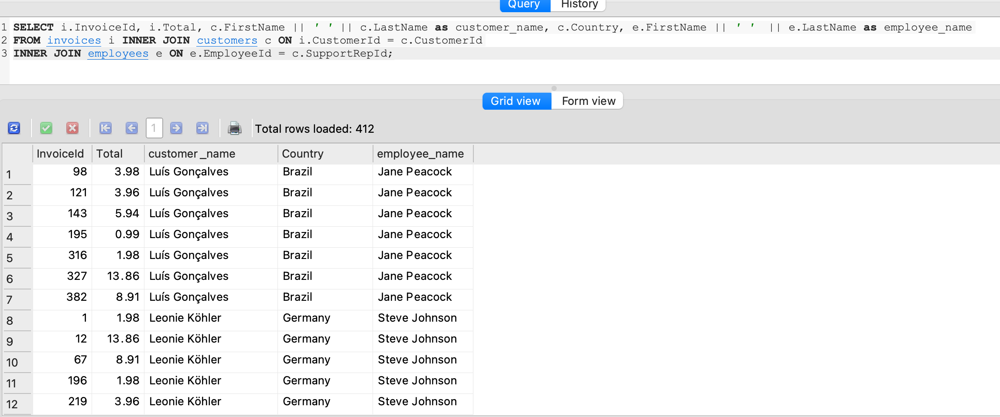 Query History
1 SELECT i.InvoiceId, i.Total, c.FirstName || ' ' || c.LastName as customer_name, c.Country, e.FirstName || ' '  || e.LastName as employee_name
2 FROM invoices i INNER JOIN customers c ON i.CustomerId = c.CustomerId
3 INNER JOIN employees e ON e.EmployeeId = c.SupportRepId;
Grid view Form view
1 Total rows loaded: 412
InvoiceId Total customer_name Country employee_name
1 98 3.98 Luís Gonçalves Brazil Jane Peacock
2 121 3.96 Luís Gonçalves Brazil Jane Peacock
3 143 5.94 Luís Gonçalves Brazil Jane Peacock
4 195 0.99 Luís Gonçalves Brazil Jane Peacock
5 316 1.98 Luís Gonçalves Brazil Jane Peacock
6 327 13.86 Luís Gonçalves Brazil Jane Peacock
7 382 8.91 Luís Gonçalves Brazil Jane Peacock
8 1 1.98 Leonie Köhler Germany Steve Johnson
9 12 13.86 Leonie Köhler Germany Steve Johnson
10 67 8.91 Leonie Köhler Germany Steve Johnson
11 196 1.98 Leonie Köhler Germany Steve Johnson
12 219 3.96 Leonie Köhler Germany Steve Johnson